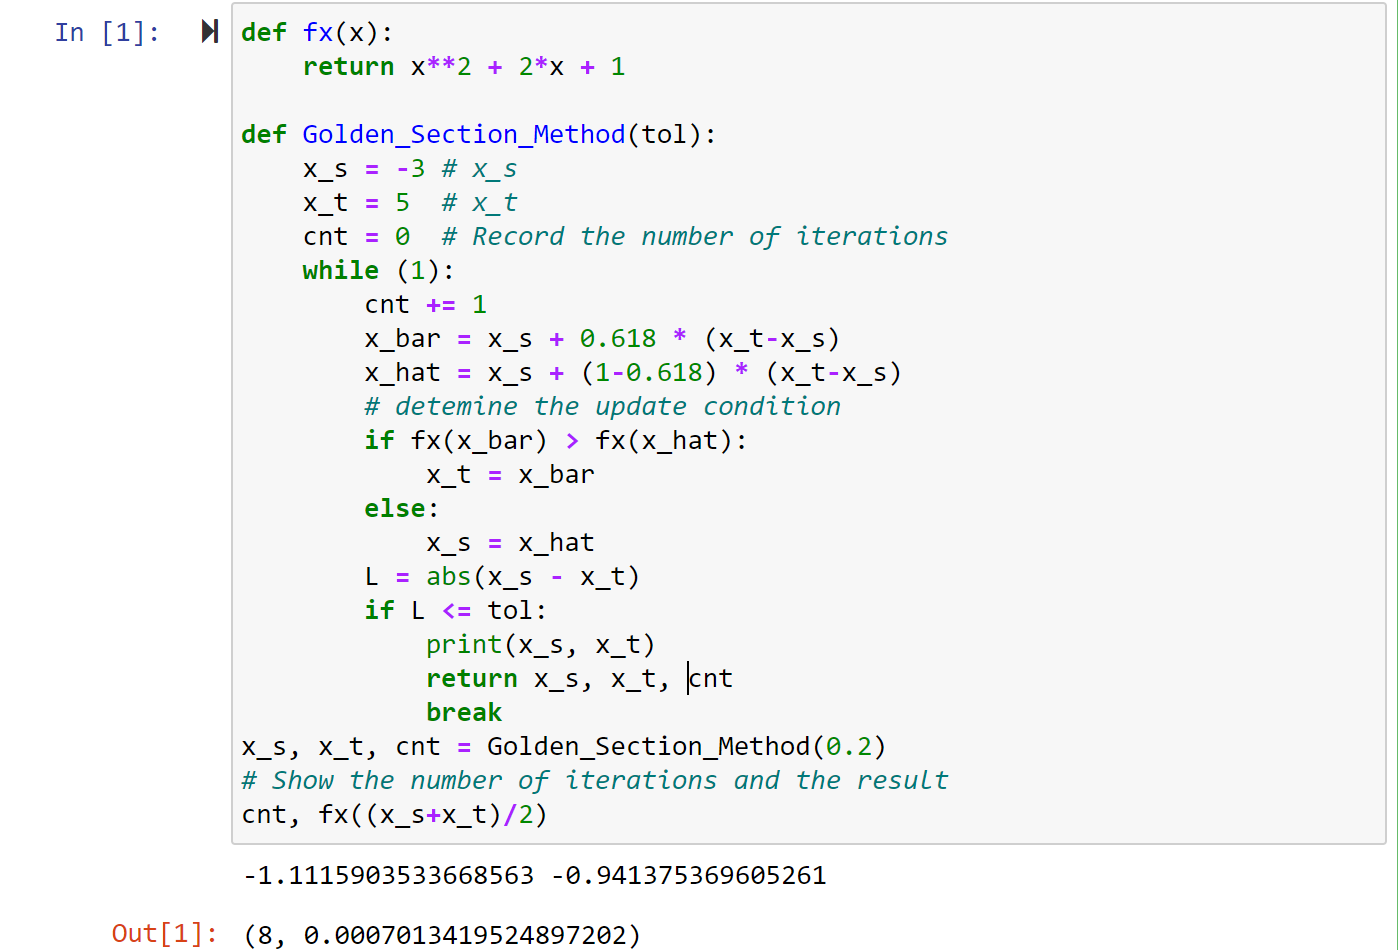 In [1]:
def fx(x):
    return x**2 + 2*x + 1

def Golden_Section_Method(tol):
    x_s = -3 # x_s
    x_t = 5  # x_t
    cnt = 0  # Record the number of iterations
    while (1):
        cnt += 1
        x_bar = x_s + 0.618 * (x_t-x_s)
        x_hat = x_s + (1-0.618) * (x_t-x_s)
        # detemine the update condition
        if fx(x_bar) > fx(x_hat):
            x_t = x_bar
        else:
            x_s = x_hat
        L = abs(x_s - x_t)
        if L <= tol:
            print(x_s, x_t)
            return x_s, x_t, cnt
            break
x_s, x_t, cnt = Golden_Section_Method(0.2)
# Show the number of iterations and the result
cnt, fx((x_s+x_t)/2)
-1.1115903533668563 -0.941375369605261
Out[1]: (8, 0.0007013419524897202)